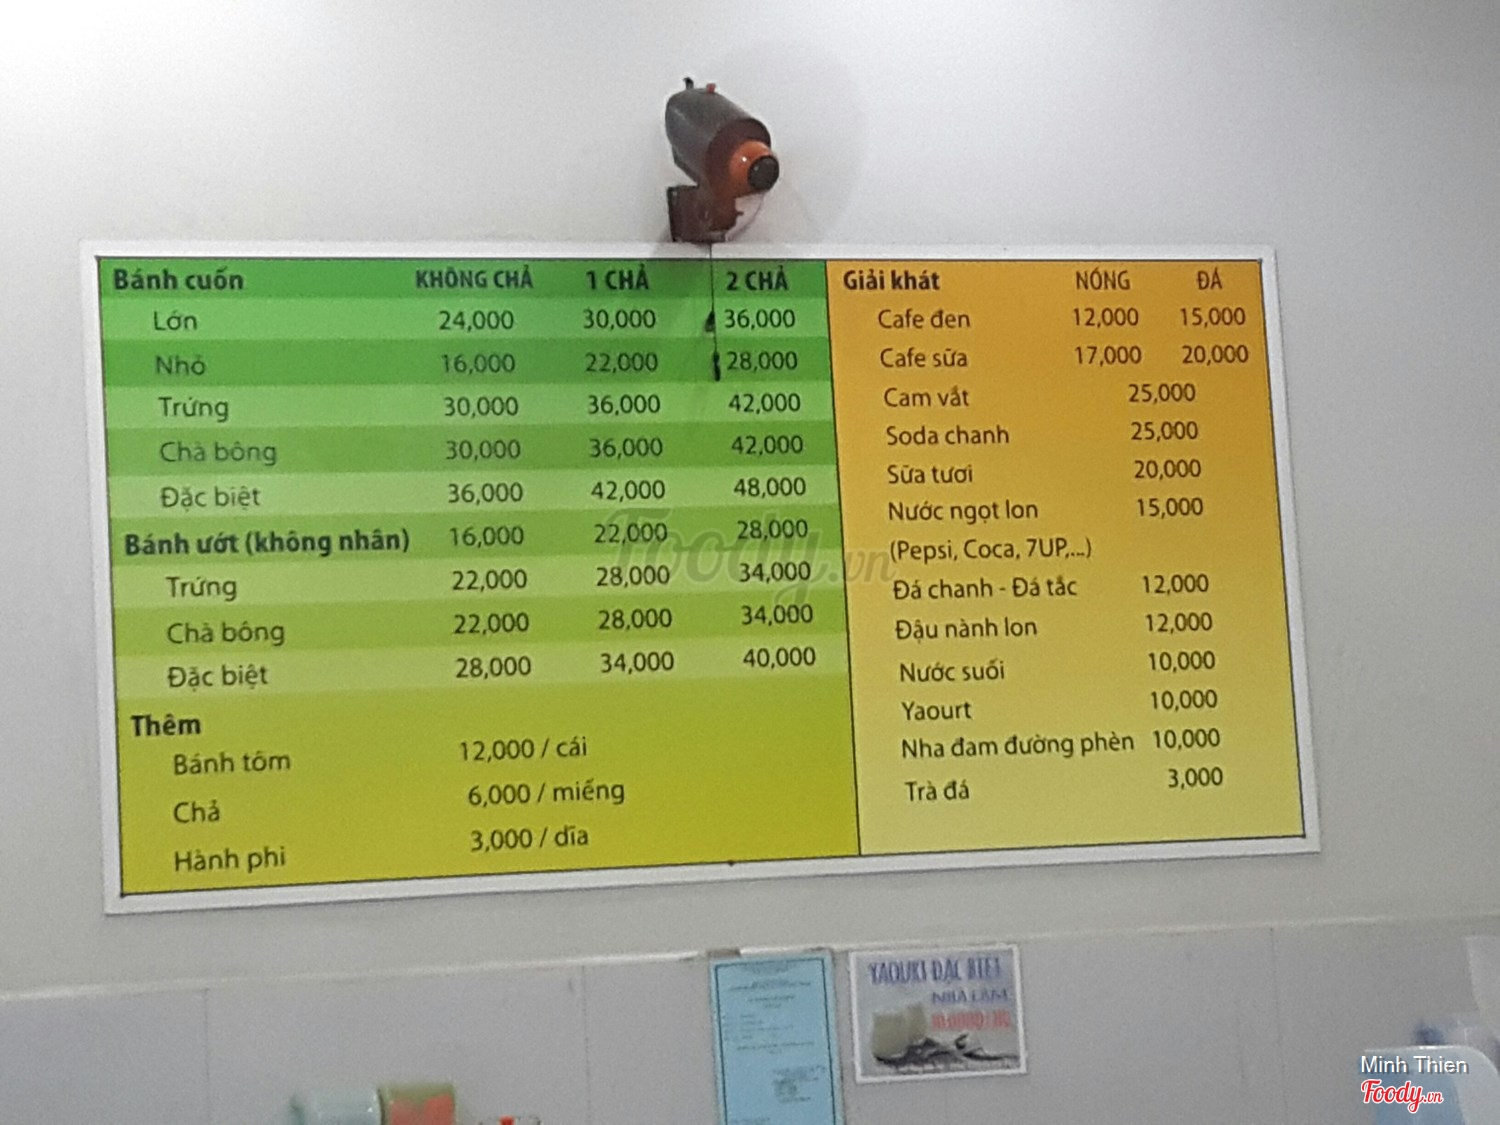 Bánh cuốn KHÔNG CHẢ 1 CHẢ 2 CHẢ
Lớn 24,000 30,000 36,000
Nhỏ 16,000 22,000 28,000
Trứng 30,000 36,000 42,000
Chà bông 30,000 36,000 42,000
Đặc biệt 36,000 42,000 48,000
Bánh ướt (không nhân) 16,000 22,000 28,000
Trứng 22,000 28,000 34,000
Chà bông 22,000 28,000 34,000
Đặc biệt 28,000 34,000 40,000
Thêm
Bánh tôm 12,000 / cái
Chả 6,000 / miếng
Hành phi 3,000 / dĩa
Giải khát NÓNG ĐÁ
Cafe đen 12,000 15,000
Cafe sữa 17,000 20,000
Cam vắt 25,000
Soda chanh 25,000
Sữa tươi 20,000
Nước ngọt lon 15,000
(Pepsi, Coca, 7UP,...)
Đá chanh - Đá tắc 12,000
Đậu nành lon 12,000
Nước suối 10,000
Yaourt 10,000
Nha đam đường phèn 10,000
Trà đá 3,000
Foody.vn
YAOURT ĐẶC BIỆT
NHÀ LÀM
Minh Thien
Foody.vn